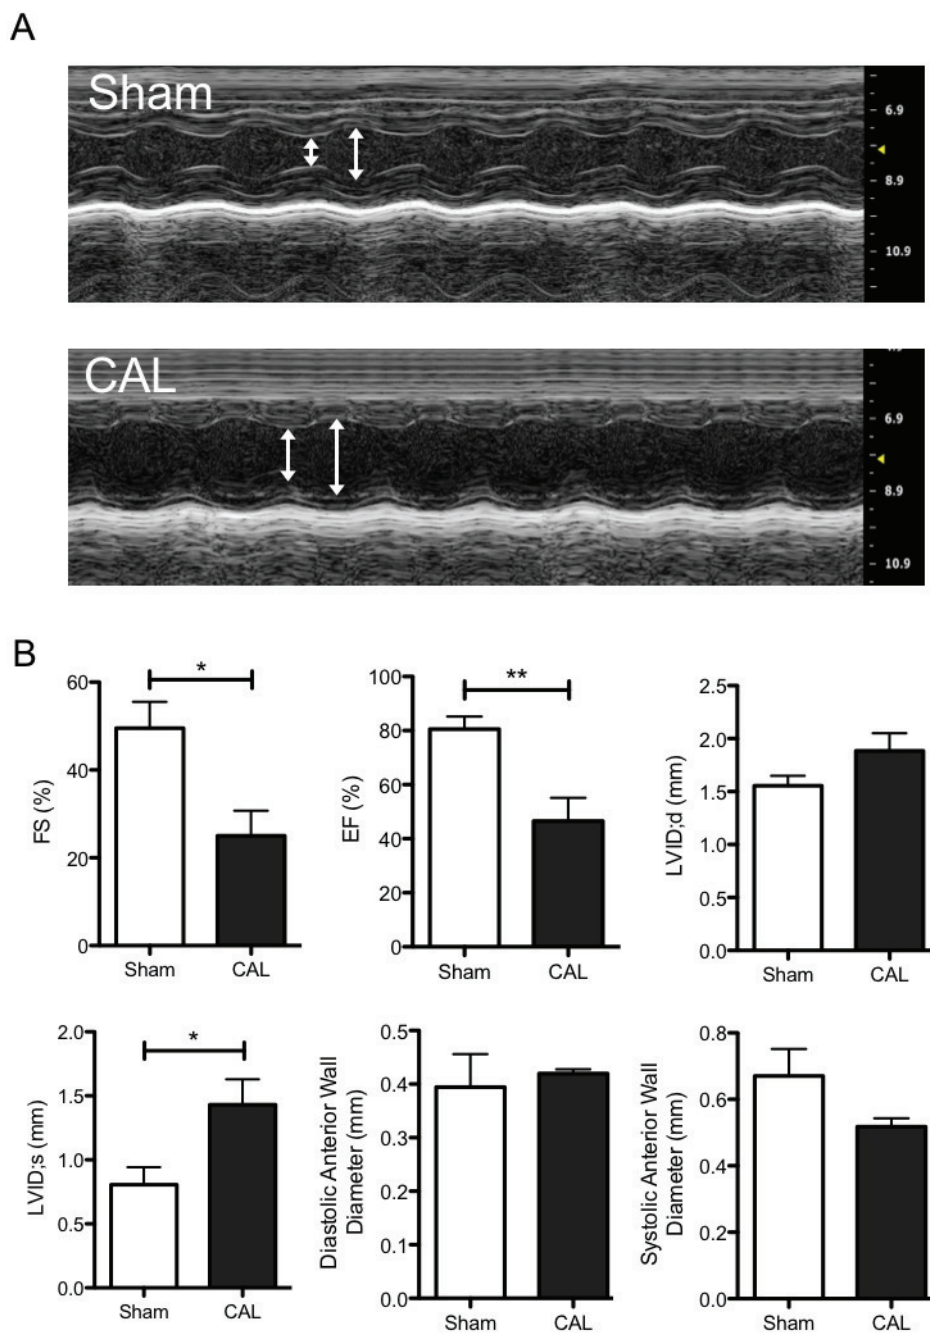 A
Sham
6.9
8.9
10.9
CAL
6.9
8.9
10.9
B
FS (%)
60
40
20
0
*
Sham
CAL
EF (%)
100
80
60
40
20
0
**
Sham
CAL
LVID;d (mm)
2.5
2.0
1.5
1.0
0.5
0.0
Sham
CAL
LVID;s (mm)
2.0
1.5
1.0
0.5
0.0
*
Sham
CAL
Diastolic Anterior Wall
Diameter (mm)
0.5
0.4
0.3
0.2
0.1
0.0
Sham
CAL
Systolic Anterior Wall
Diameter (mm)
0.8
0.6
0.4
0.2
0.0
Sham
CAL